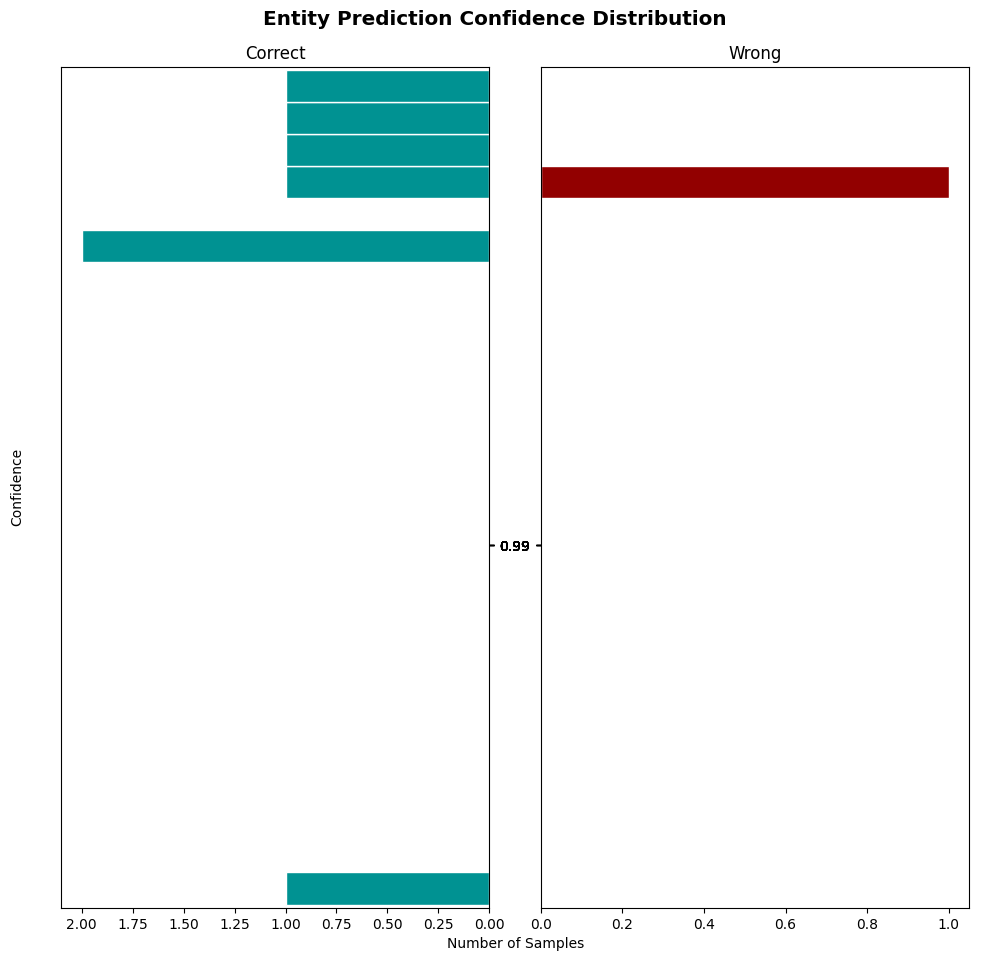 Entity Prediction Confidence Distribution
Correct
Wrong
Confidence
0.99
2.00 1.75 1.50 1.25 1.00 0.75 0.50 0.25 0.00
0.0 0.2 0.4 0.6 0.8 1.0
Number of Samples